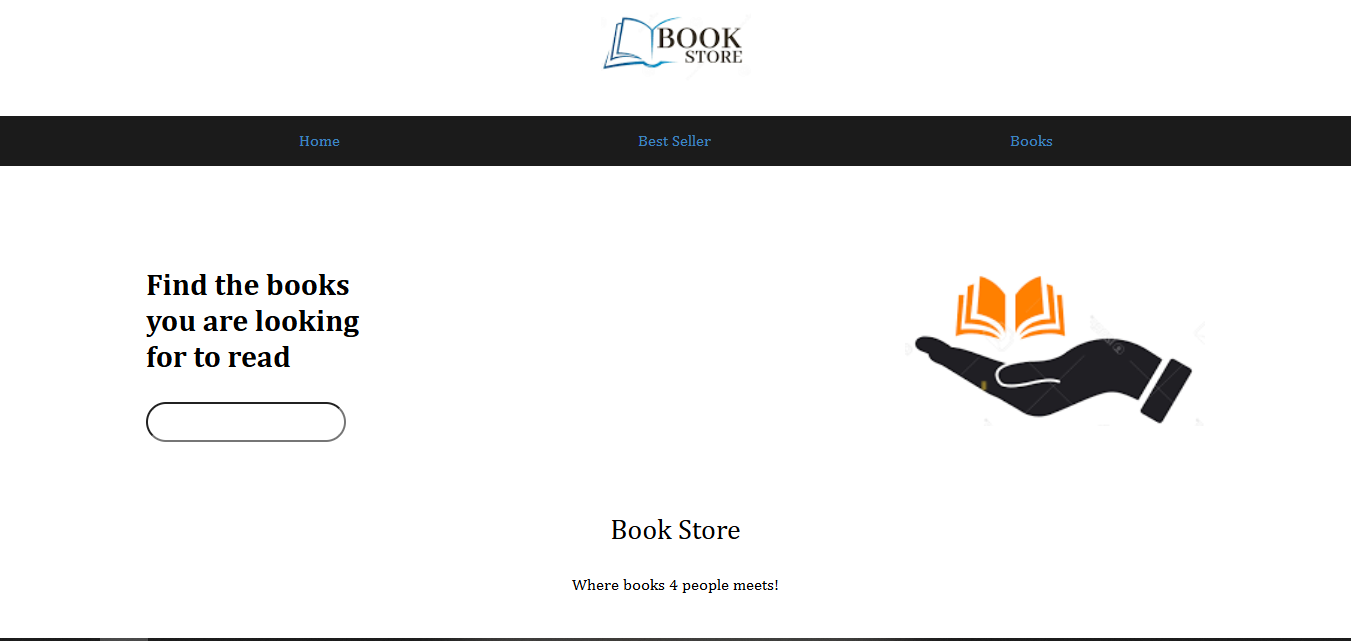 BOOK
STORE
Home Best Seller Books
Find the books
you are looking
for to read
Book Store
Where books 4 people meets!